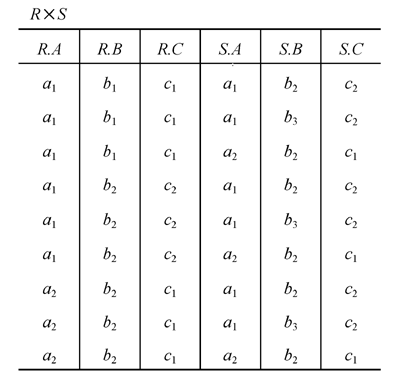 R×S
R.A R.B R.C S.A S.B S.C
a₁ b₁ c₁ a₁ b₂ c₂
a₁ b₁ c₁ a₁ b₃ c₂
a₁ b₁ c₁ a₂ b₂ c₁
a₁ b₂ c₂ a₁ b₂ c₂
a₁ b₂ c₂ a₁ b₃ c₂
a₁ b₂ c₂ a₂ b₂ c₁
a₂ b₂ c₁ a₁ b₂ c₂
a₂ b₂ c₁ a₁ b₃ c₂
a₂ b₂ c₁ a₂ b₂ c₁